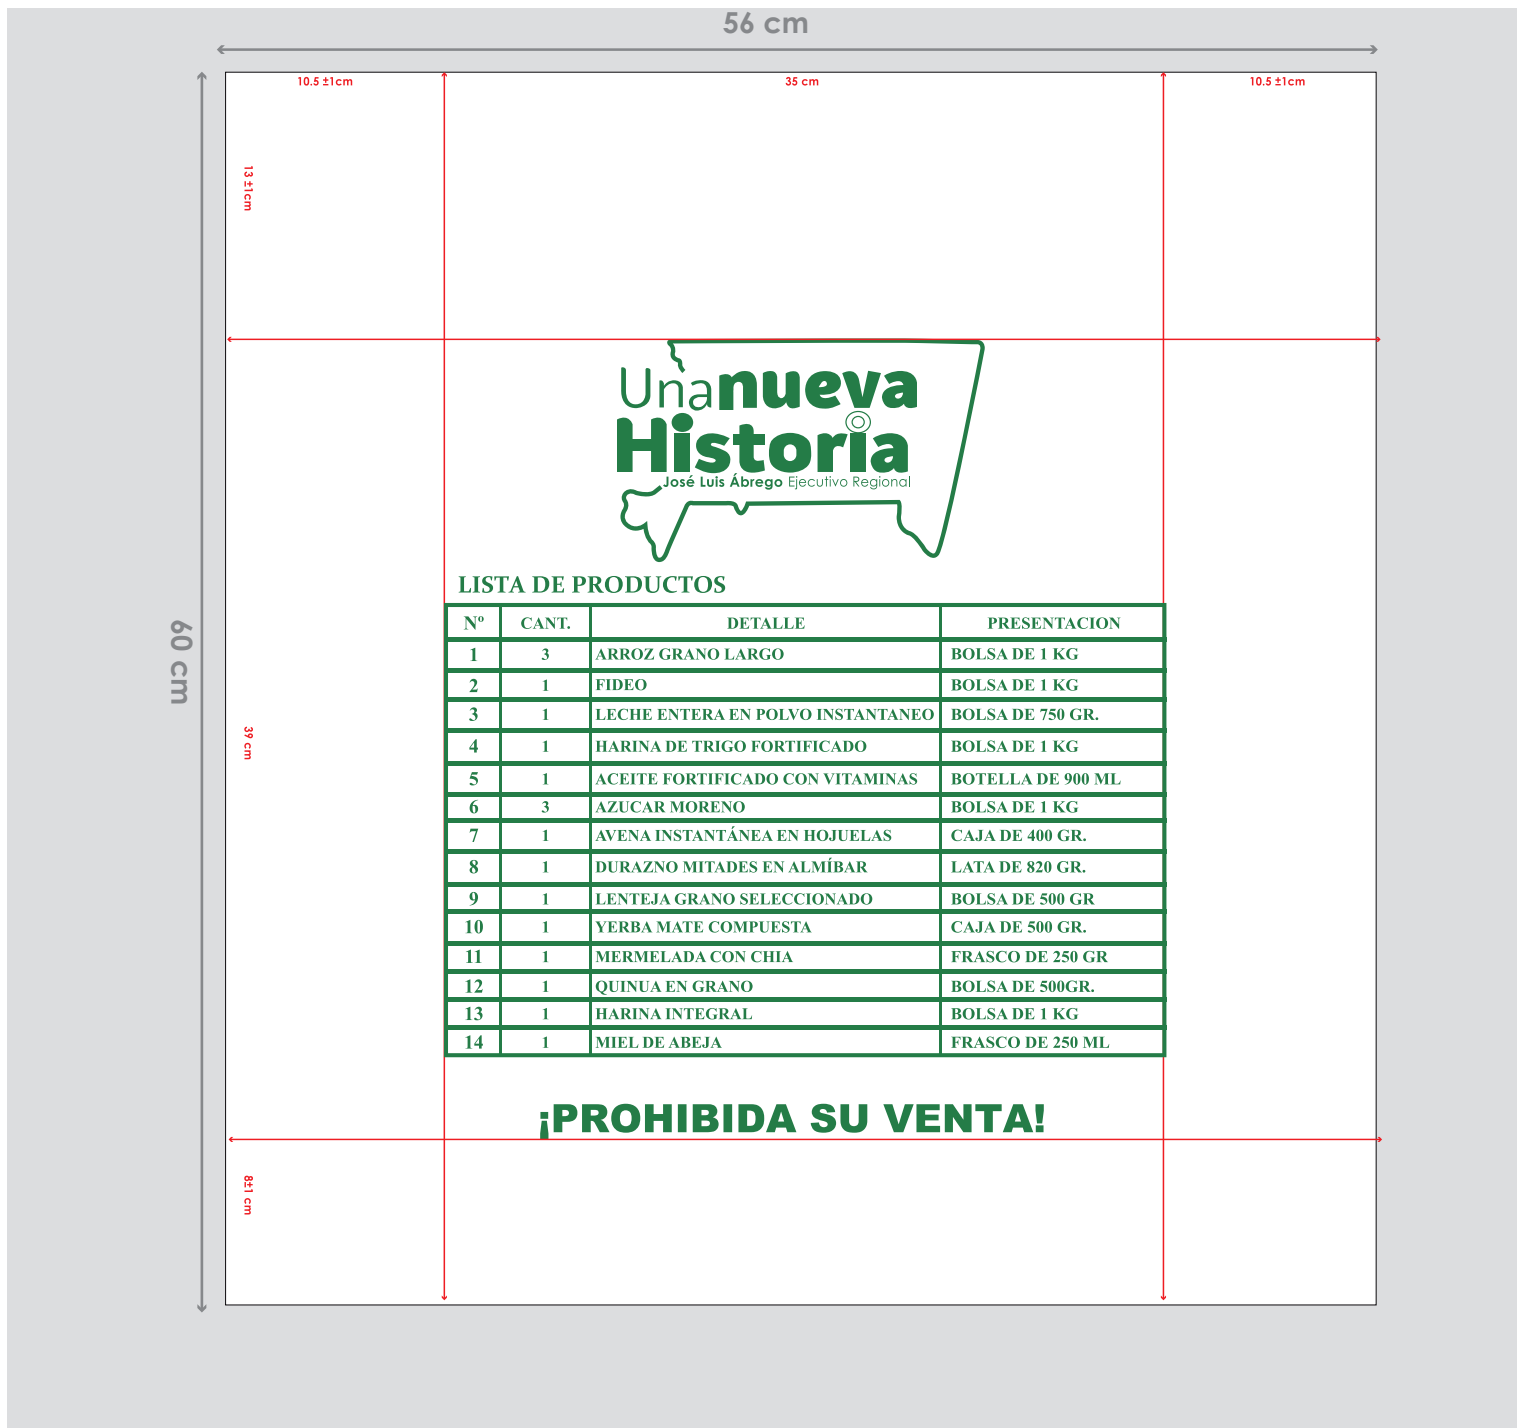 56 cm
10.5 ±1cm
35 cm
10.5 ±1cm
13 ±1cm
Una nueva
Historia
José Luis Ábrego Ejecutivo Regional
LISTA DE PRODUCTOS
Nº CANT. DETALLE PRESENTACION
1 3 ARROZ GRANO LARGO BOLSA DE 1 KG
2 1 FIDEO BOLSA DE 1 KG
3 1 LECHE ENTERA EN POLVO INSTANTANEO BOLSA DE 750 GR.
4 1 HARINA DE TRIGO FORTIFICADO BOLSA DE 1 KG
5 1 ACEITE FORTIFICADO CON VITAMINAS BOTELLA DE 900 ML
6 3 AZUCAR MORENO BOLSA DE 1 KG
7 1 AVENA INSTANTÁNEA EN HOJUELAS CAJA DE 400 GR.
8 1 DURAZNO MITADES EN ALMÍBAR LATA DE 820 GR.
9 1 LENTEJA GRANO SELECCIONADO BOLSA DE 500 GR
10 1 YERBA MATE COMPUESTA CAJA DE 500 GR.
11 1 MERMELADA CON CHIA FRASCO DE 250 GR
12 1 QUINUA EN GRANO BOLSA DE 500GR.
13 1 HARINA INTEGRAL BOLSA DE 1 KG
14 1 MIEL DE ABEJA FRASCO DE 250 ML
60 cm
39 cm
¡PROHIBIDA SU VENTA!
8±1 cm